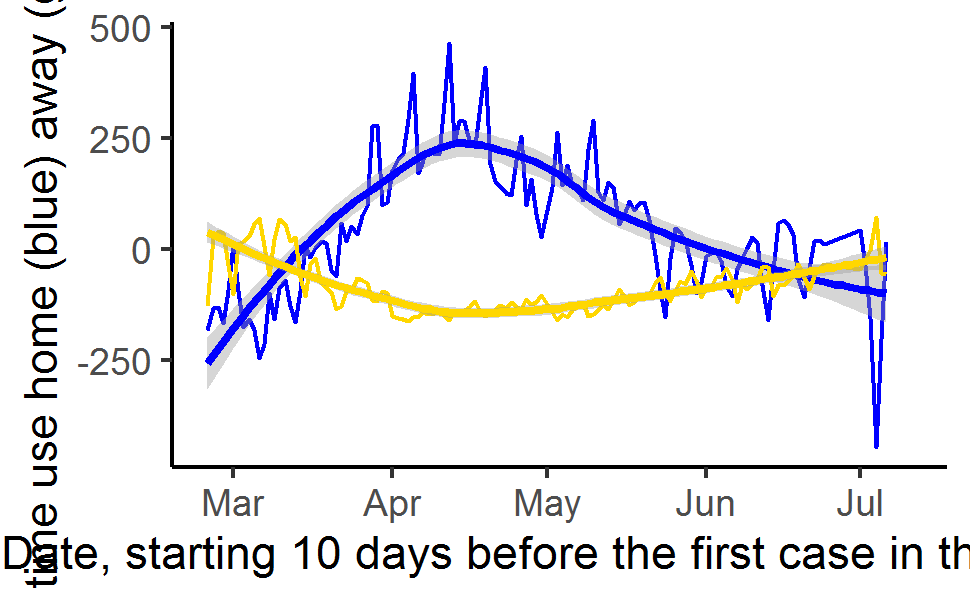 time use home (blue) away (
500
250
0
-250
Mar Apr May Jun Jul
Date, starting 10 days before the first case in th